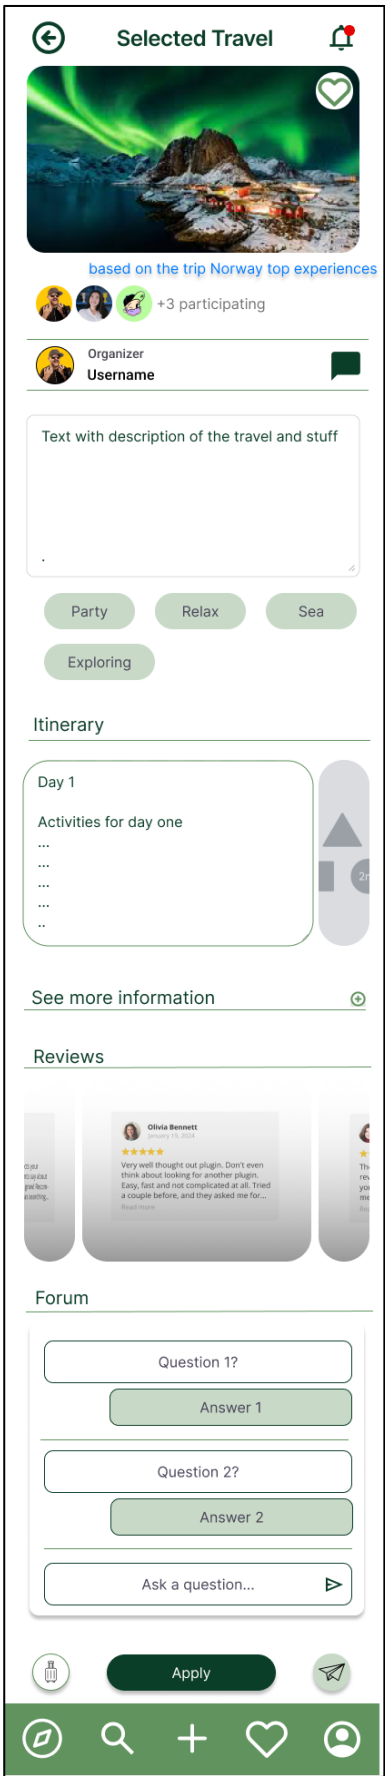 Selected Travel
based on the trip Norway top experiences
+3 participating
Organizer
Username
Text with description of the travel and stuff
.
Party
Relax
Sea
Exploring
Itinerary
Day 1
Activities for day one
...
...
...
...
..
2n
See more information
Reviews
Olivia Bennett
January 15, 2024
Very well thought out plugin. Don't even
think about looking for another plugin.
Easy, fast and not complicated at all. Tried
a couple before, and they asked me for...
Read more
Forum
Question 1?
Answer 1
Question 2?
Answer 2
Ask a question...
Apply